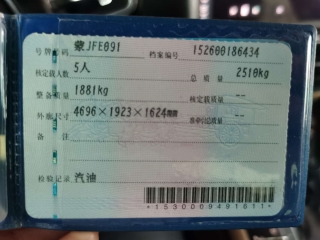 号牌号码 蒙JFE091 档案编号 152600186434
核定载人数 5人 总质量 2510kg
整备质量 1881kg 核定载质量 --
外廓尺寸 4696×1923×1624mm 准牵引总质量 --
备注
检验记录 汽油
*1530009491611*